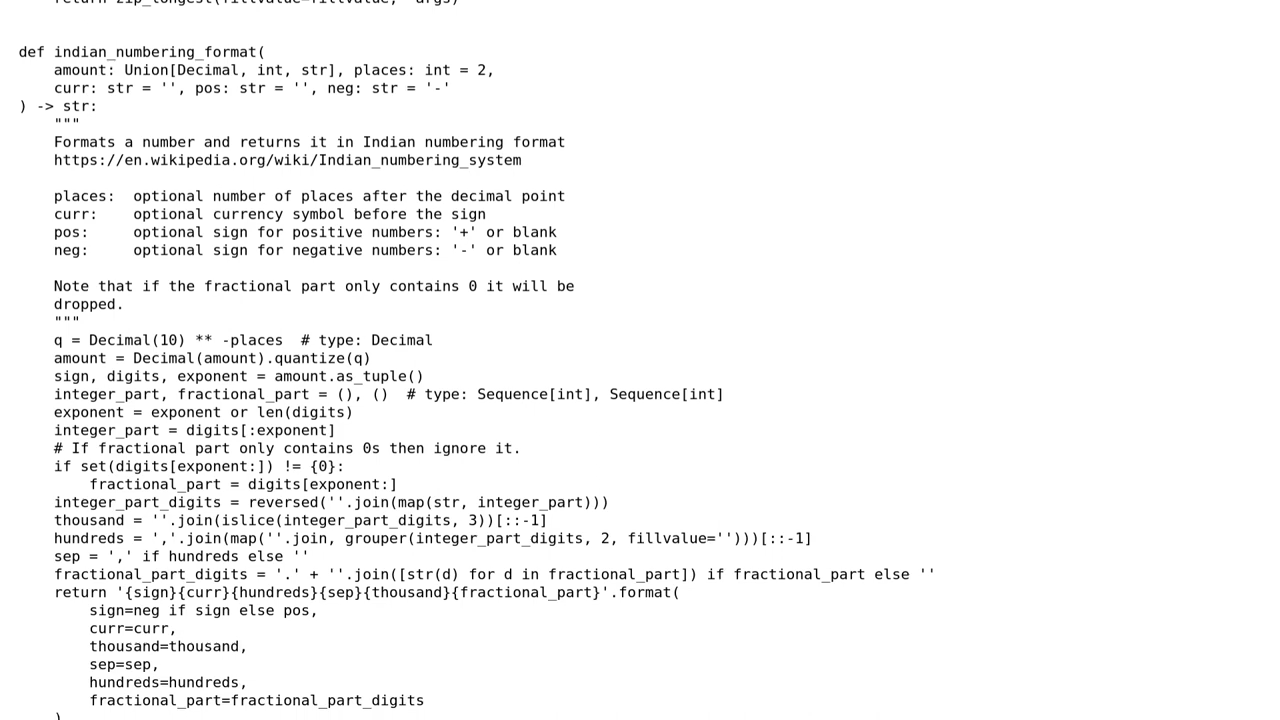 return zip_longest(fillvalue=fillvalue, *args)
def indian_numbering_format(
    amount: Union[Decimal, int, str], places: int = 2,
    curr: str = '', pos: str = '', neg: str = '-'
) -> str:
    """
    Formats a number and returns it in Indian numbering format
    https://en.wikipedia.org/wiki/Indian_numbering_system
    places:  optional number of places after the decimal point
    curr:    optional currency symbol before the sign
    pos:     optional sign for positive numbers: '+' or blank
    neg:     optional sign for negative numbers: '-' or blank
    Note that if the fractional part only contains 0 it will be
    dropped.
    """
    q = Decimal(10) ** -places  # type: Decimal
    amount = Decimal(amount).quantize(q)
    sign, digits, exponent = amount.as_tuple()
    integer_part, fractional_part = (), ()  # type: Sequence[int], Sequence[int]
    exponent = exponent or len(digits)
    integer_part = digits[:exponent]
    # If fractional part only contains 0s then ignore it.
    if set(digits[exponent:]) != {0}:
        fractional_part = digits[exponent:]
    integer_part_digits = reversed(''.join(map(str, integer_part)))
    thousand = ''.join(islice(integer_part_digits, 3))[::-1]
    hundreds = ','.join(map(''.join, grouper(integer_part_digits, 2, fillvalue='')))[::-1]
    sep = ',' if hundreds else ''
    fractional_part_digits = '.' + ''.join([str(d) for d in fractional_part]) if fractional_part else ''
    return '{sign}{curr}{hundreds}{sep}{thousand}{fractional_part}'.format(
        sign=neg if sign else pos,
        curr=curr,
        thousand=thousand,
        sep=sep,
        hundreds=hundreds,
        fractional_part=fractional_part_digits
    )